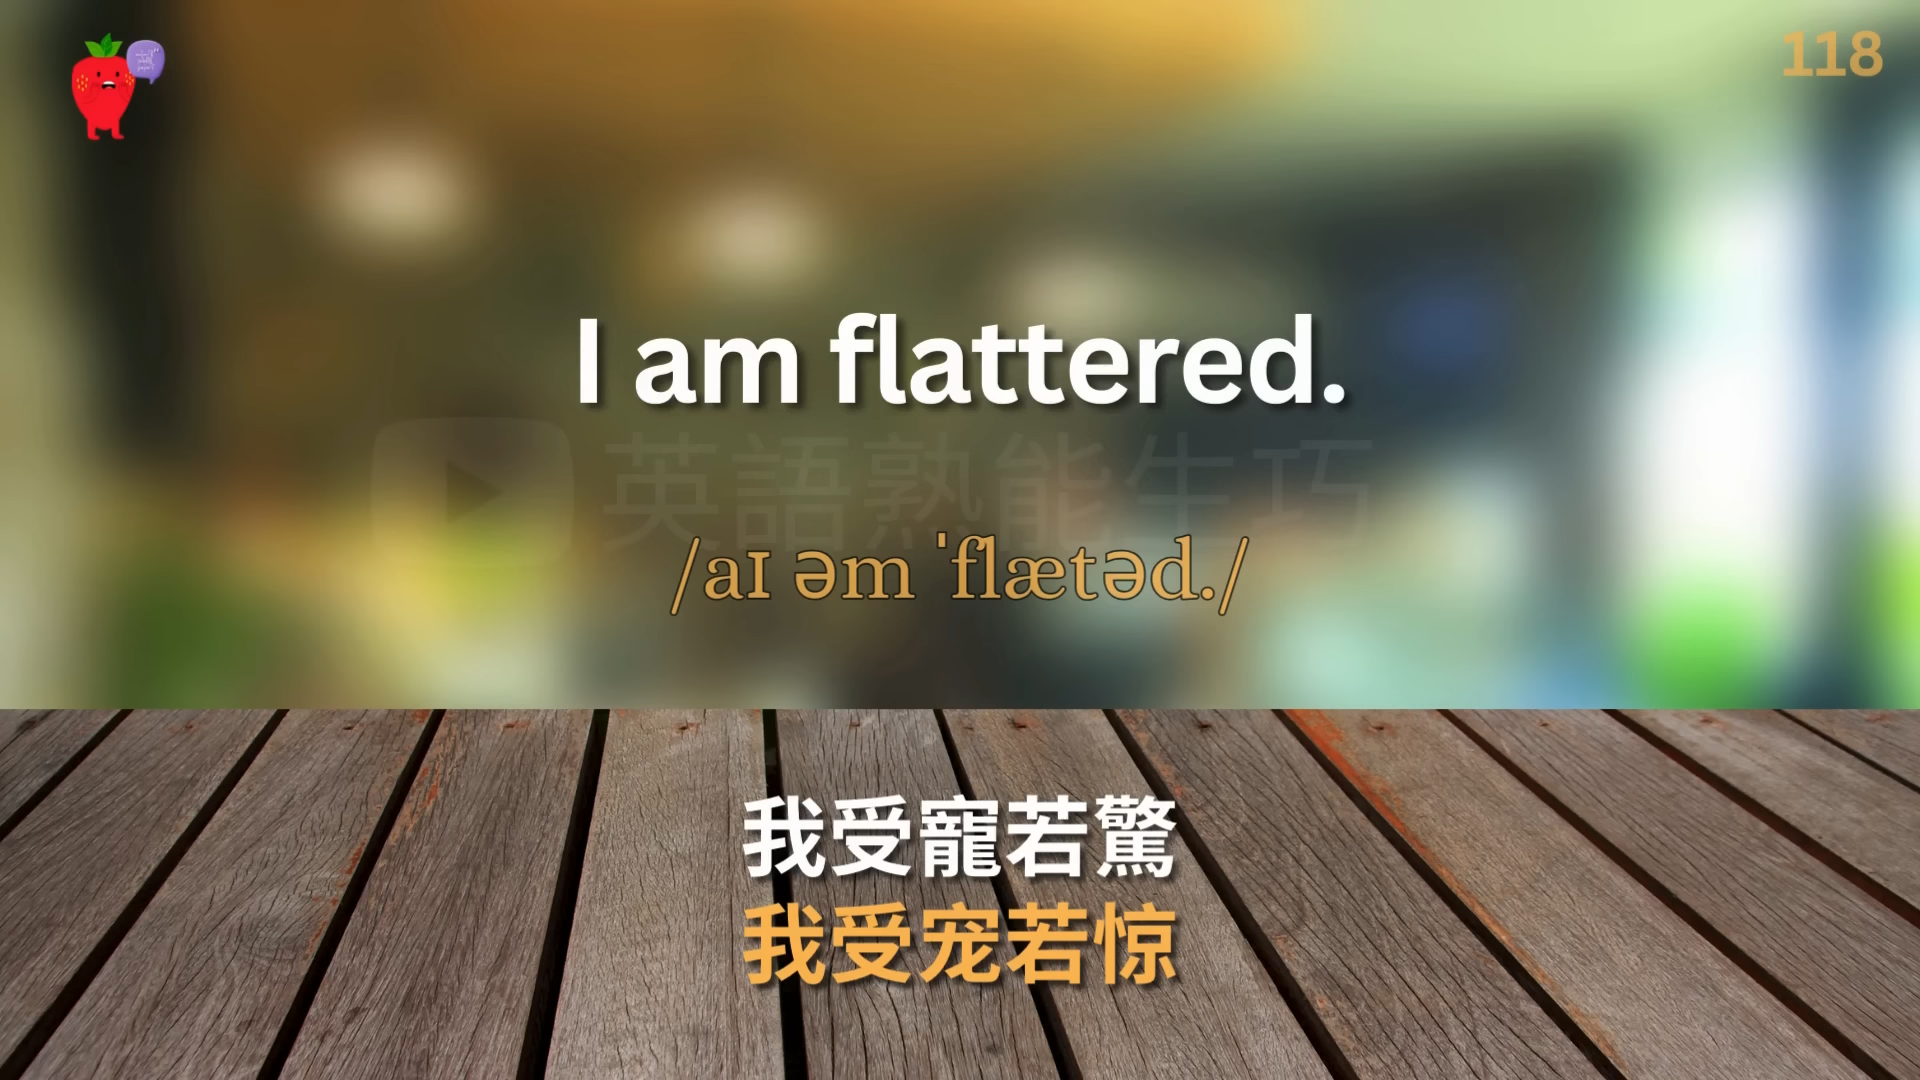 118
I am flattered.
英語熟能生巧
/aɪ əm ˈflætəd./
我受寵若驚
我受宠若惊